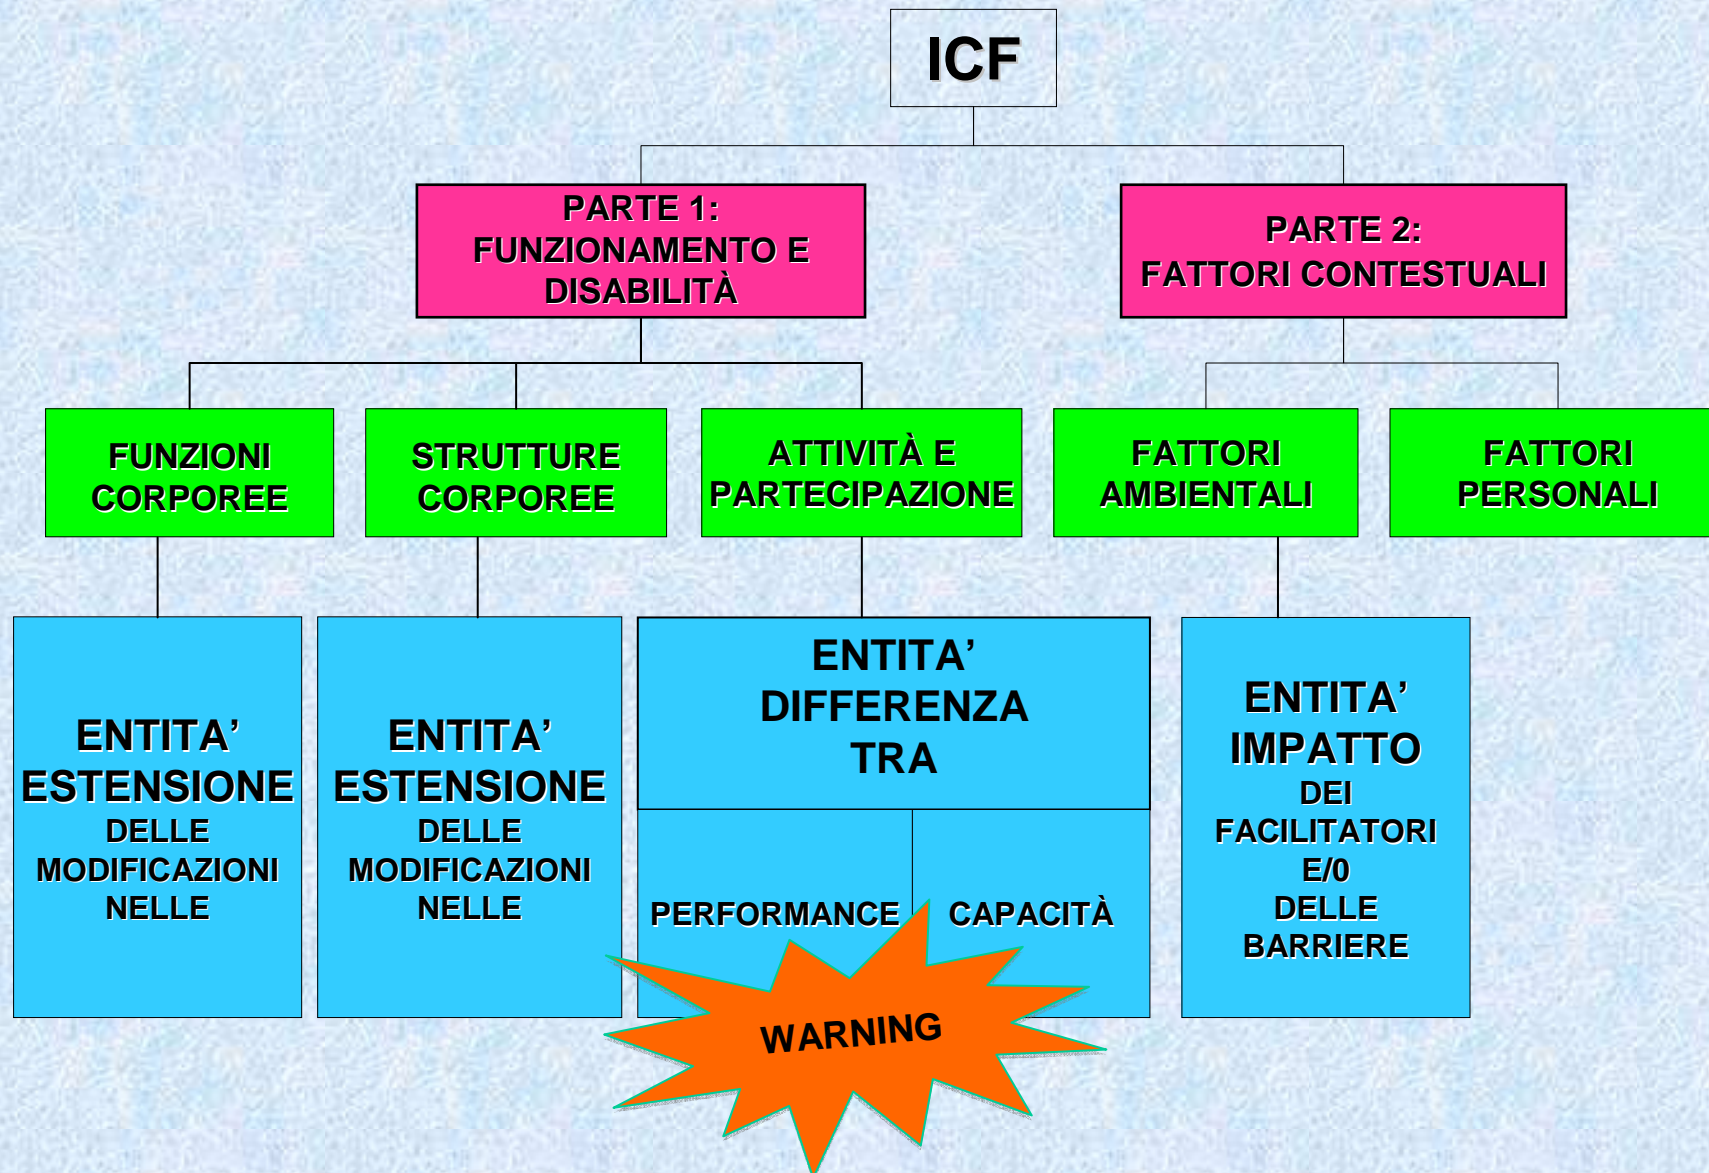 ICF
PARTE 1:
FUNZIONAMENTO E
DISABILITÀ
PARTE 2:
FATTORI CONTESTUALI
FUNZIONI
CORPOREE
STRUTTURE
CORPOREE
ATTIVITÀ E
PARTECIPAZIONE
FATTORI
AMBIENTALI
FATTORI
PERSONALI
ENTITA’
ESTENSIONE
DELLE
MODIFICAZIONI
NELLE
ENTITA’
ESTENSIONE
DELLE
MODIFICAZIONI
NELLE
ENTITA’
DIFFERENZA
TRA
PERFORMANCE
CAPACITÀ
ENTITA’
IMPATTO
DEI
FACILITATORI
E/0
DELLE
BARRIERE
WARNING